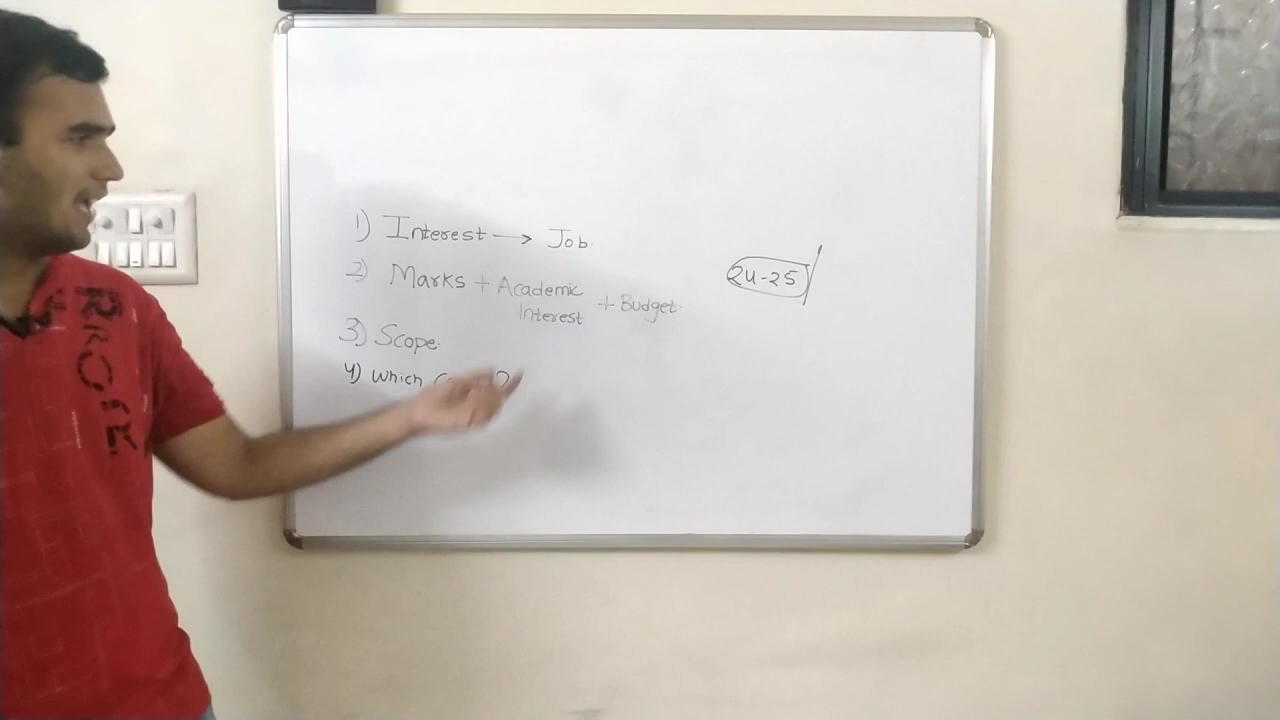 1) Interest → Job.
2) Marks + Academic Interest + Budget.
24-25
3) Scope.
4) Which